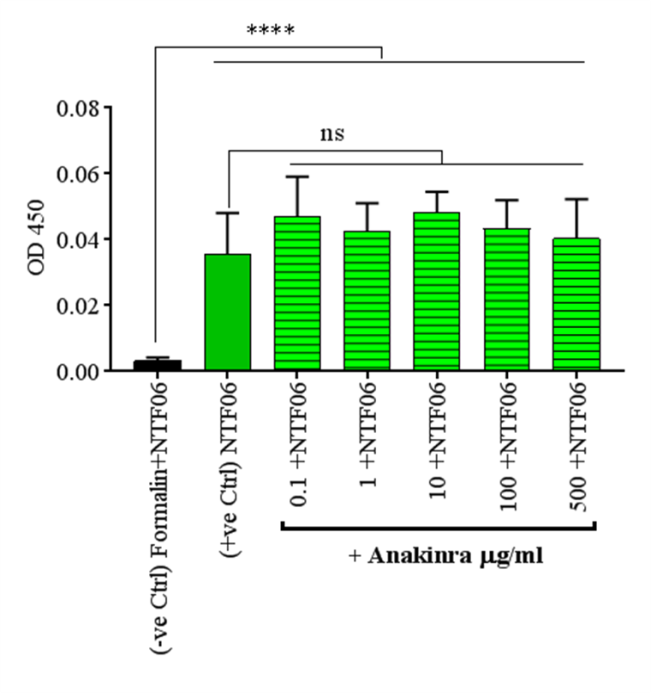 ****
ns
0.08
0.06
0.04
0.02
0.00
OD 450
(-ve Ctrl) Formalin+NTF06
(+ve Ctrl) NTF06
0.1 +NTF06
1 +NTF06
10 +NTF06
100 +NTF06
500 +NTF06
+ Anakinra µg/ml